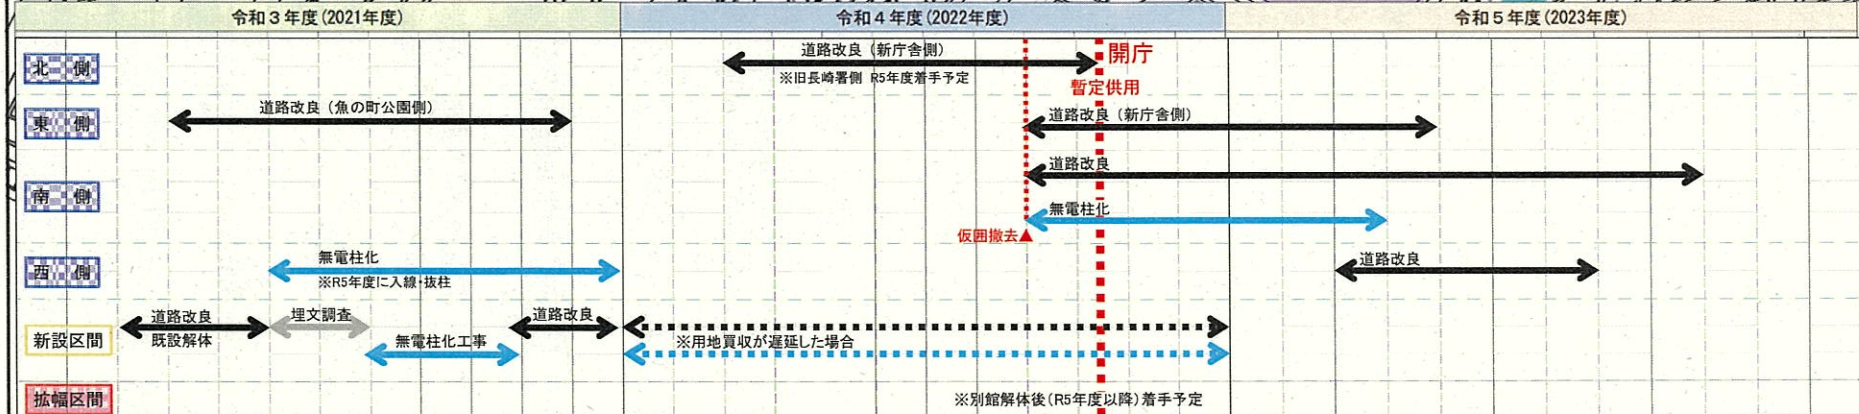 令和３年度(2021年度)
令和４年度(2022年度)
令和５年度(2023年度)
北　側
道路改良（新庁舎側）
※旧長崎署側 R5年度着手予定
開庁
暫定供用
東　側
道路改良（魚の町公園側）
道路改良（新庁舎側）
南　側
道路改良
無電柱化
仮囲撤去▲
西　側
無電柱化
※R5年度に入線・抜柱
道路改良
新設区間
道路改良
既設解体
埋文調査
無電柱化工事
道路改良
※用地買収が遅延した場合
拡幅区間
※別館解体後(R5年度以降)着手予定